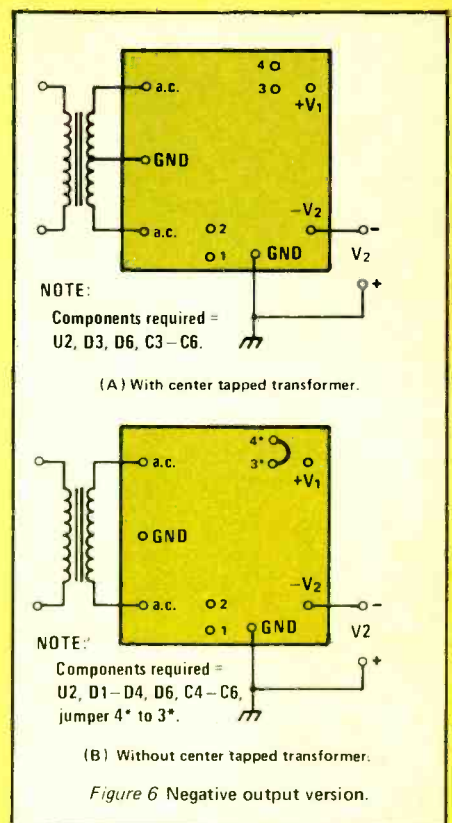 4
a.c.
3
+V1
GND
-V2
-
a.c.
2
V2
1
GND
+
NOTE:
Components required =
U2, D3, D6, C3-C6.
(A) With center tapped transformer.
4*
a.c.
3*
+V1
GND
-V2
-
a.c.
2
V2
1
GND
NOTE:
+
Components required =
U2, D1-D4, D6, C4-C6,
jumper 4* to 3*.
(B) Without center tapped transformer.
Figure 6 Negative output version.